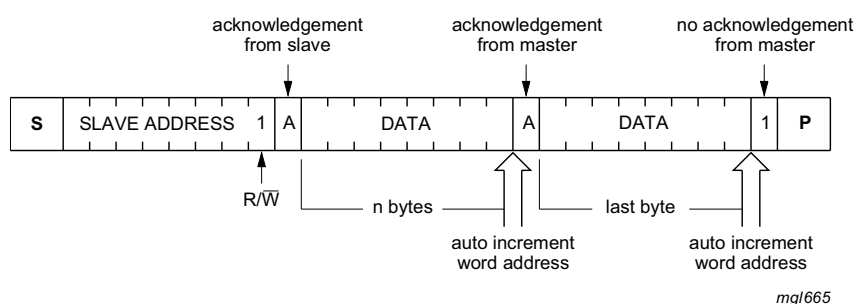 acknowledgement
from slave
acknowledgement
from master
no acknowledgement
from master
S
SLAVE ADDRESS
1
A
DATA
A
DATA
1
P
R/W̅
n bytes
last byte
auto increment
word address
auto increment
word address
mgl665